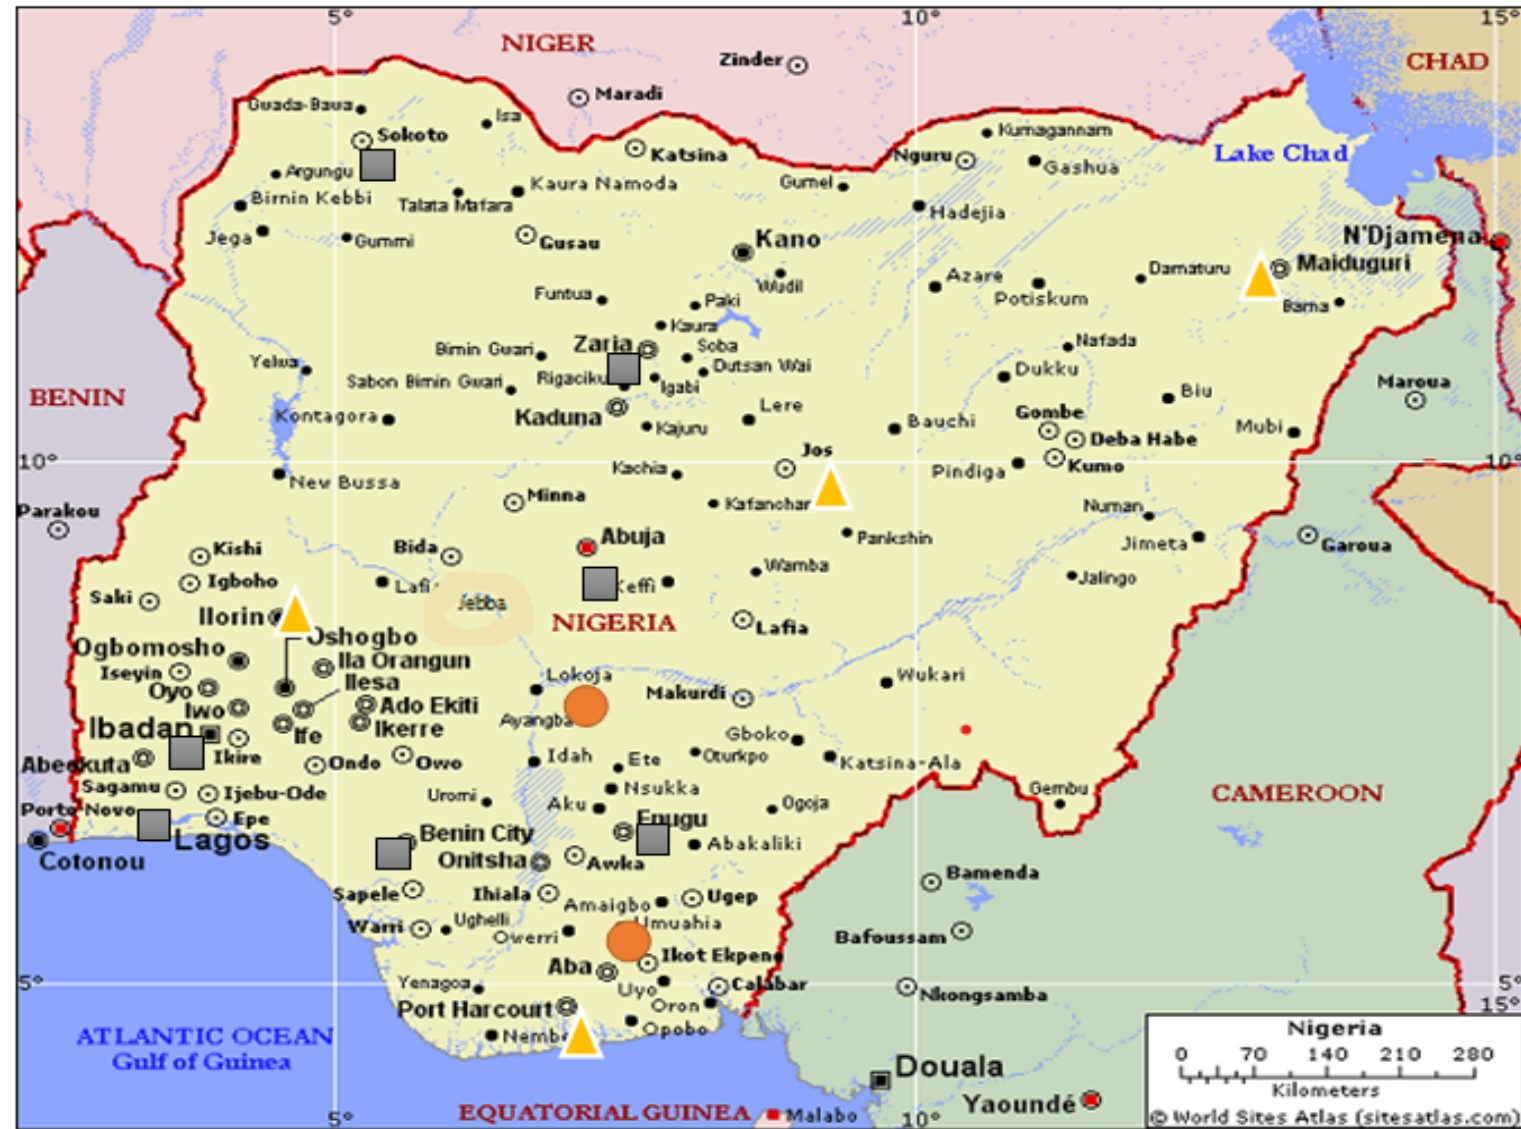 5° 10° 15°
NIGER
Zinder
CHAD
Maradi
Gwada-Bawa
Isa
Sokoto
Katsina
Kumagannam
Nguru
Gashua
Lake Chad
Argungu
Birnin Kebbi
Talata Mafara
Kaura Namoda
Gumel
Hadejia
Jega
Gummi
Gusau
Kano
N'Djamena
Maiduguri
Wudil
Azare
Potiskum
Damaturu
Bama
Funtua
Paki
Kaura
Zaria
Soba
Nafada
Birnin Gwari
Dutsan Wai
Yelwa
Sabon Birnin Gwari
Rigaciku
Igabi
Dukku
Biu
Maroua
BENIN
Kontagora
Kaduna
Kajuru
Lere
Bauchi
Gombe
Deba Habe
Mubi
Jos
10° 10°
New Bussa
Kachia
Pindiga
Kumo
Minna
Kafanchar
Numan
Parakou
Abuja
Pankshin
Jimeta
Garoua
Kishi
Bida
Igboho
Lafi
Keffi
Wamba
Jalingo
Saki
Jebba
Ilorin
NIGERIA
Lafia
Oshogbo
Ogbomosho
Ila Orangun
Iseyin
Ilesa
Lokoja
Wukari
Oyo
Makurdi
Iwo
Ado Ekiti
Ayangba
Ibadan
Ife
Ikerre
Gboko
Ikire
Abeokuta
Ondo
Owo
Idah
Ete
Oturkpo
Katsina-Ala
Sagamu
Ijebu-Ode
Uromi
Nsukka
Gembu
CAMEROON
Porto-Novo
Epe
Aku
Ogoja
Lagos
Benin City
Enugu
Cotonou
Onitsha
Awka
Abakaliki
Bamenda
Sapele
Ihiala
Amaigbo
Ugep
Warri
Ughelli
Owerri
Umuahia
Bafoussam
Aba
Ikot Ekpene
5°
Yenagoa
Uyo
Calabar
Nkongsamba
15°
Port Harcourt
Oron
Opobo
Nembe
ATLANTIC OCEAN
Gulf of Guinea
Douala
Yaoundé
5° 10°
EQUATORIAL GUINEA
Malabo
Nigeria
0 70 140 210 280
Kilometers
© World Sites Atlas (sitesatlas.com)